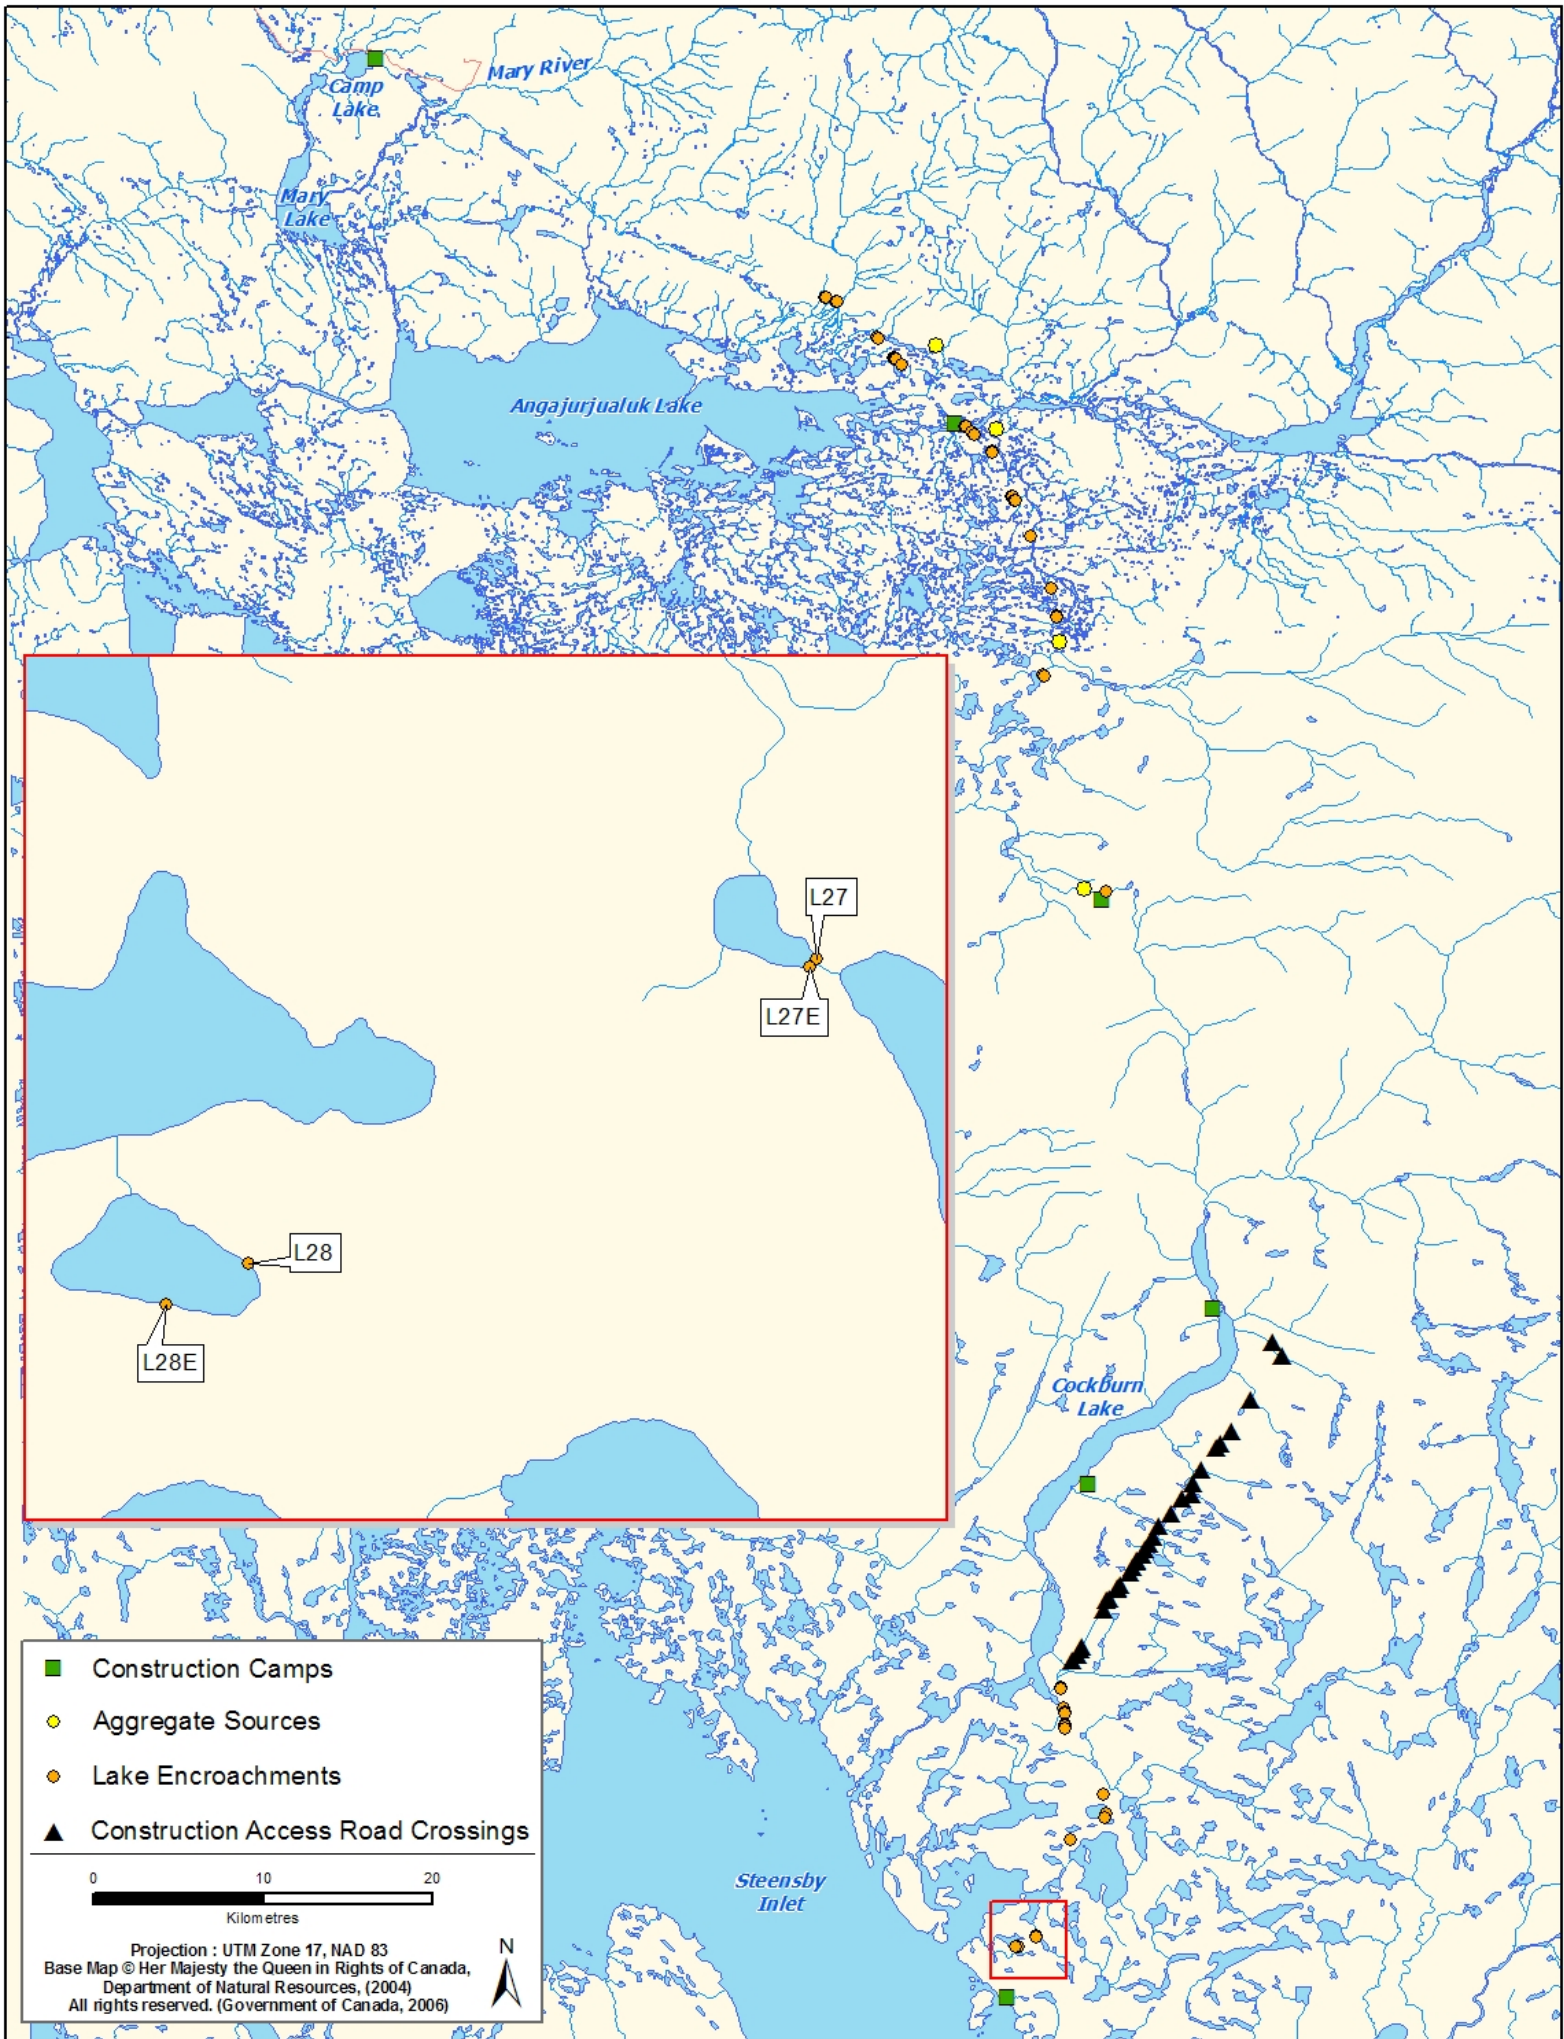 Mary River
Camp
Lake
Mary
Lake
Angajurjualuk Lake
L27
L27E
L28
L28E
Cockburn
Lake
Steensby
Inlet
Construction Camps
Aggregate Sources
Lake Encroachments
Construction Access Road Crossings
0 10 20
Kilometres
Projection : UTM Zone 17, NAD 83
Base Map © Her Majesty the Queen in Rights of Canada,
Department of Natural Resources, (2004)
All rights reserved. (Government of Canada, 2006)
N